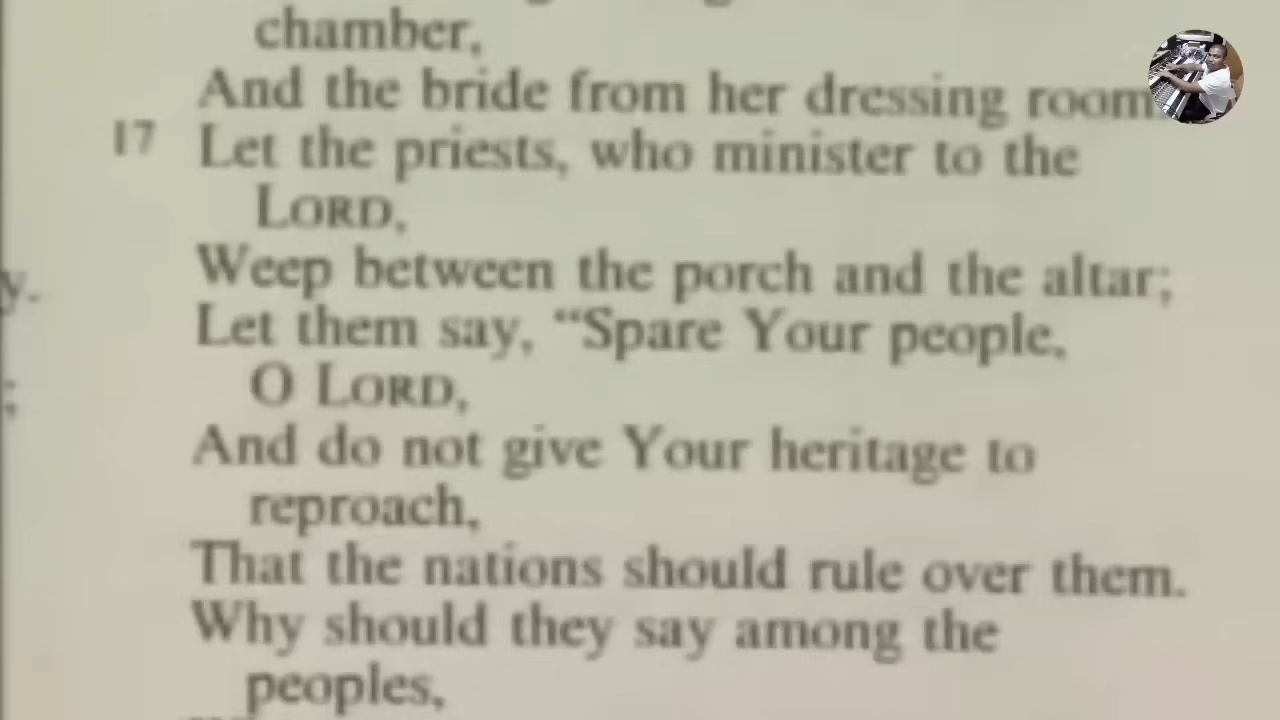 chamber,
And the bride from her dressing room
17 Let the priests, who minister to the
LORD,
Weep between the porch and the altar;
Let them say, “Spare Your people,
O LORD,
And do not give Your heritage to
reproach,
That the nations should rule over them.
Why should they say among the
peoples,
y.
;